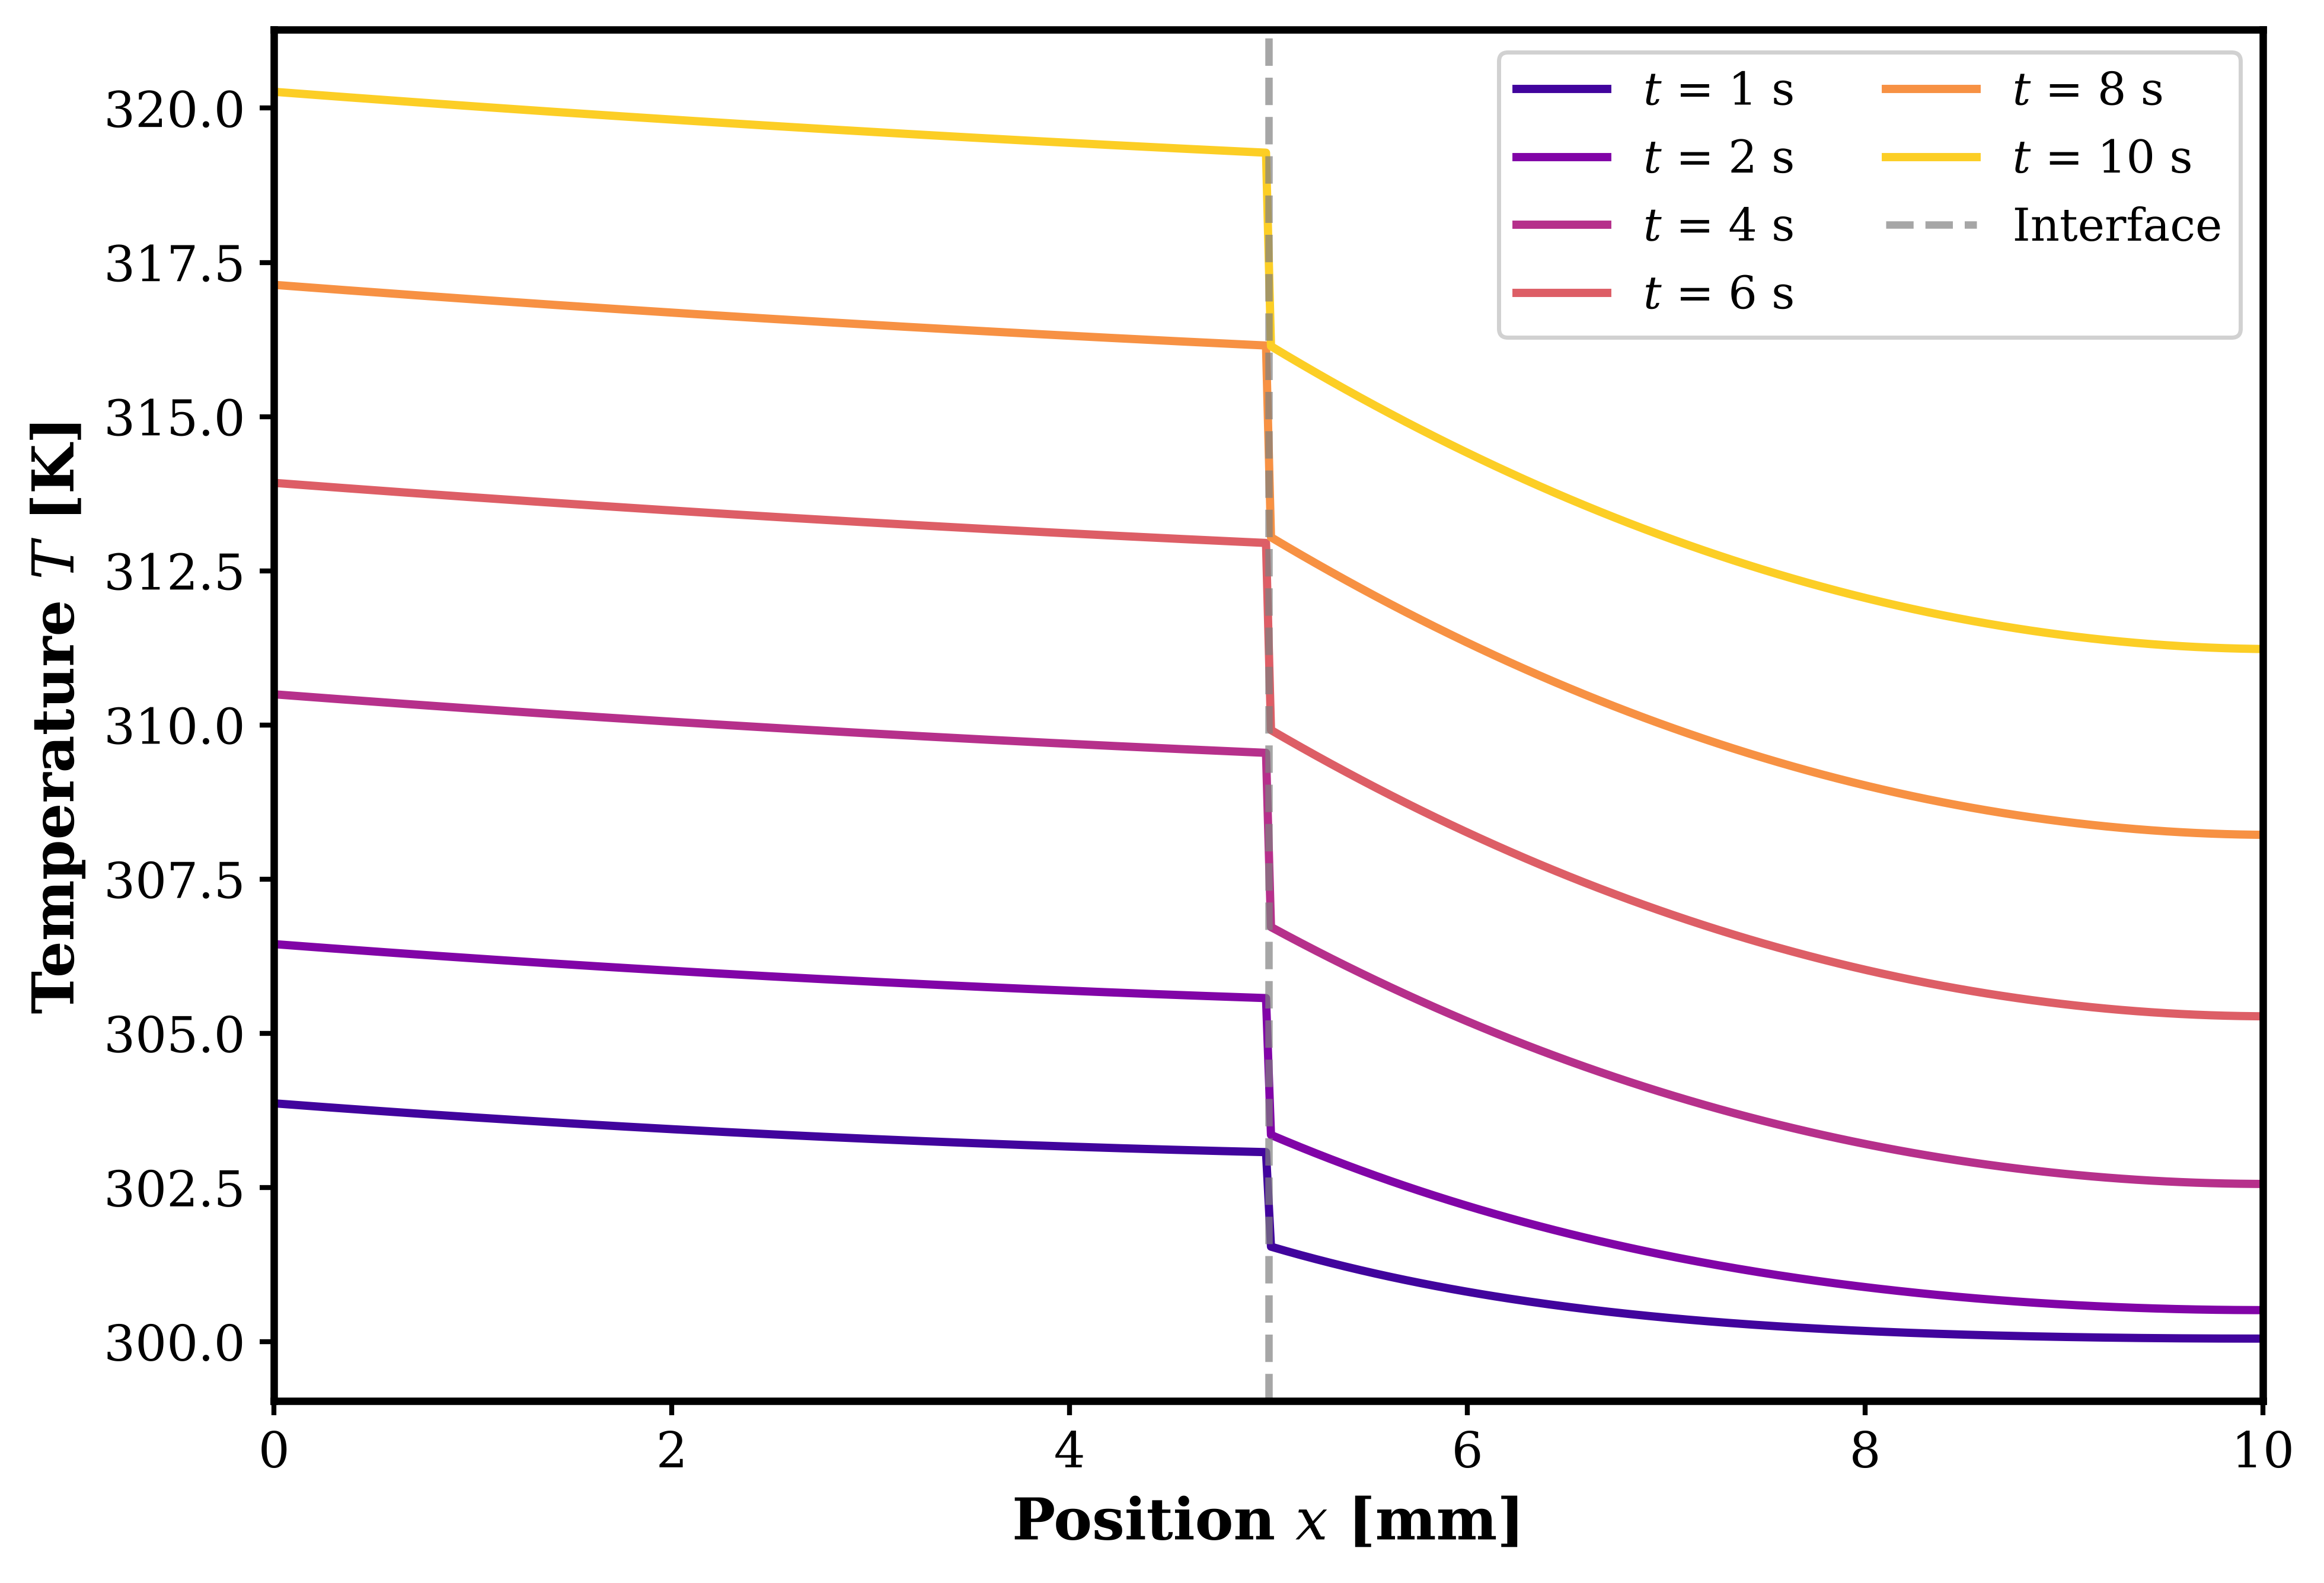 320.0
317.5
315.0
312.5
310.0
307.5
305.0
302.5
300.0
Temperature T [K]
0 2 4 6 8 10
Position x [mm]
t = 1 s
t = 2 s
t = 4 s
t = 6 s
t = 8 s
t = 10 s
Interface